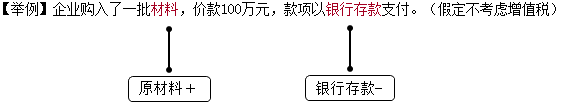 【举例】企业购入了一批材料，价款100万元，款项以银行存款支付。（假定不考虑增值税）
原材料＋
银行存款−